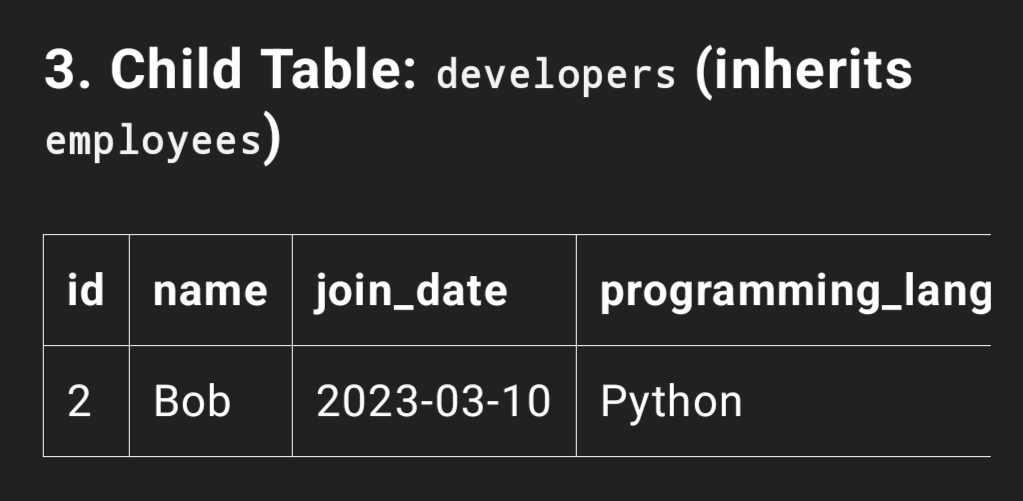 3. Child Table: developers (inherits
employees)
id name join_date programming_lang
2 Bob 2023-03-10 Python